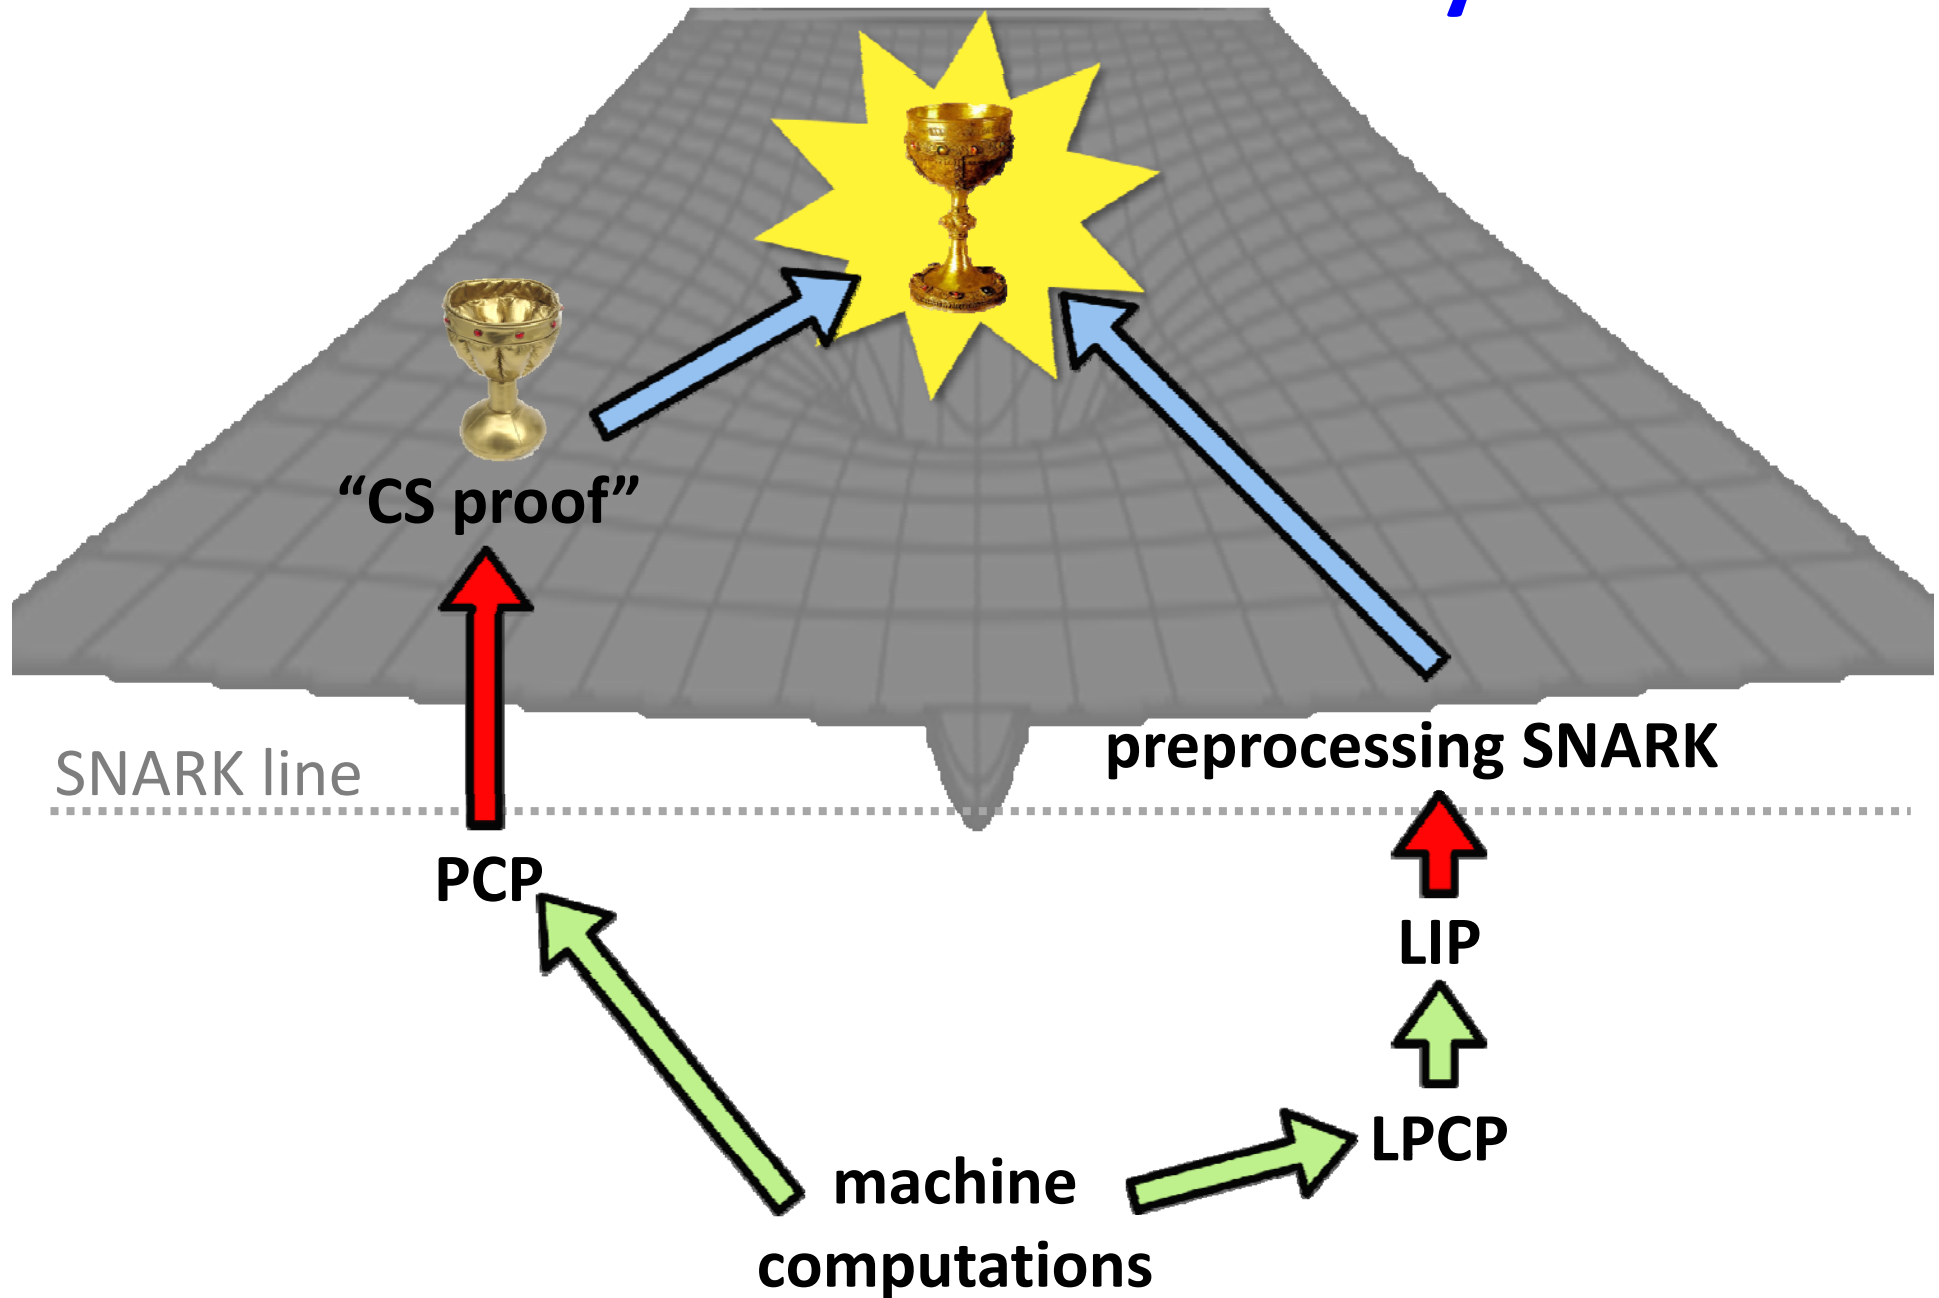 “CS proof”
SNARK line
preprocessing SNARK
PCP
LIP
LPCP
machine
computations